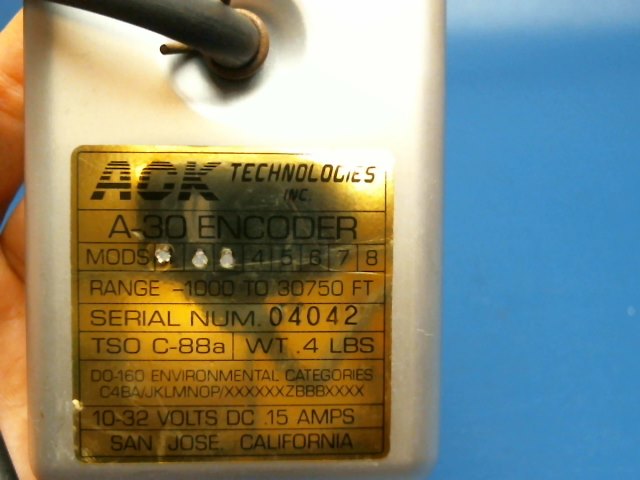 ACK TECHNOLOGIES INC.
A-30 ENCODER
MODS 4 5 6 7 8
RANGE -1000 TO 30750 FT
SERIAL NUM. 04042
TSO C-88a WT .4 LBS
DO-160 ENVIRONMENTAL CATEGORIES
C4BA/JKLMNOP/XXXXXXZBBBXXXX
10-32 VOLTS DC .15 AMPS
SAN JOSE, CALIFORNIA